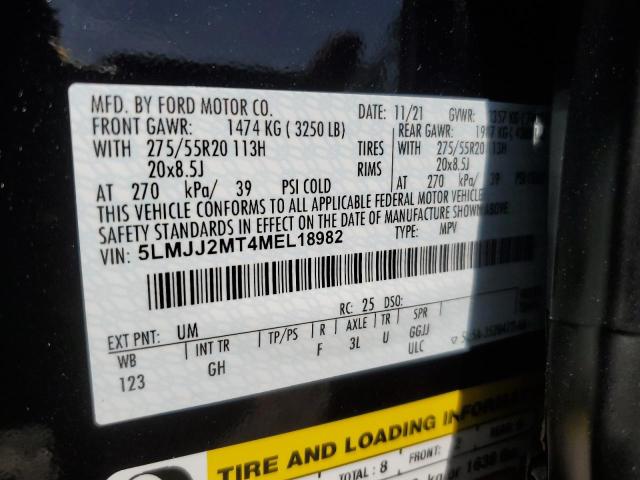 MFD. BY FORD MOTOR CO. DATE: 11/21 GVWR:
FRONT GAWR: 1474 KG ( 3250 LB) REAR GAWR:
WITH 275/55R20 113H TIRES WITH 275/55R20
20x8.5J RIMS 20x8.5J
AT 270 kPa/ 39 PSI COLD AT 270 kPa/ 39 PSI COLD
THIS VEHICLE CONFORMS TO ALL APPLICABLE FEDERAL MOTOR VEHICLE
SAFETY STANDARDS IN EFFECT ON THE DATE OF MANUFACTURE SHOWN ABOVE.
VIN: 5LMJJ2MT4MEL18982 TYPE: MPV
RC: 25 DSO:
EXT PNT: UM
WB INT TR TP/PS R AXLE TR SPR
123 GH F 3L U GGJJ
ULC
TIRE AND LOADING INFORMATION
TOTAL : 8 FRONT: